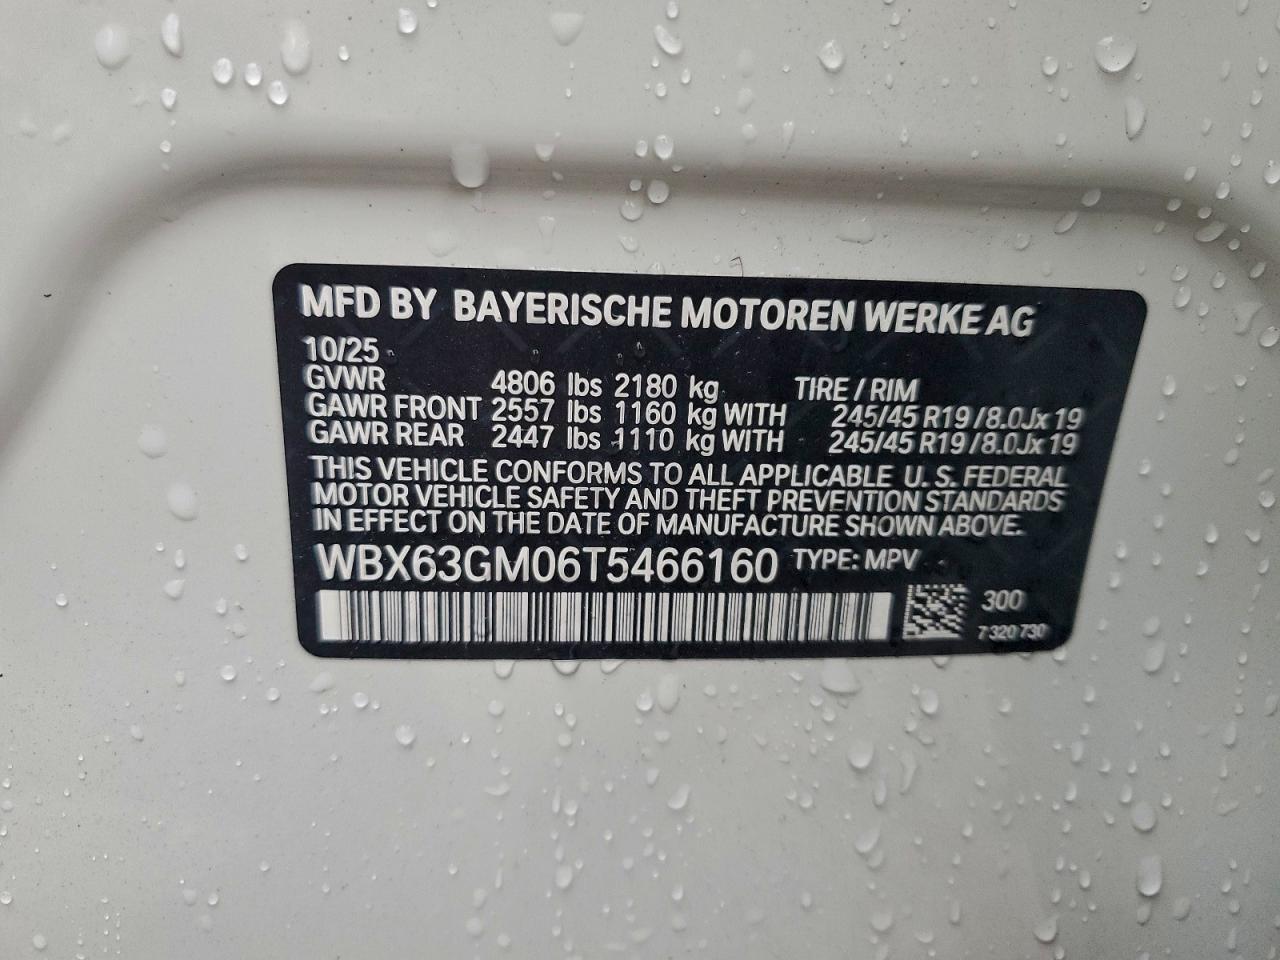 MFD BY BAYERISCHE MOTOREN WERKE AG
10/25
GVWR 4806 lbs 2180 kg TIRE / RIM
GAWR FRONT 2557 lbs 1160 kg WITH 245/45 R19 / 8.0Jx19
GAWR REAR 2447 lbs 1110 kg WITH 245/45 R19 / 8.0Jx19
THIS VEHICLE CONFORMS TO ALL APPLICABLE U. S. FEDERAL
MOTOR VEHICLE SAFETY AND THEFT PREVENTION STANDARDS
IN EFFECT ON THE DATE OF MANUFACTURE SHOWN ABOVE.
WBX63GM06T5466160 TYPE: MPV
300
7 320 730